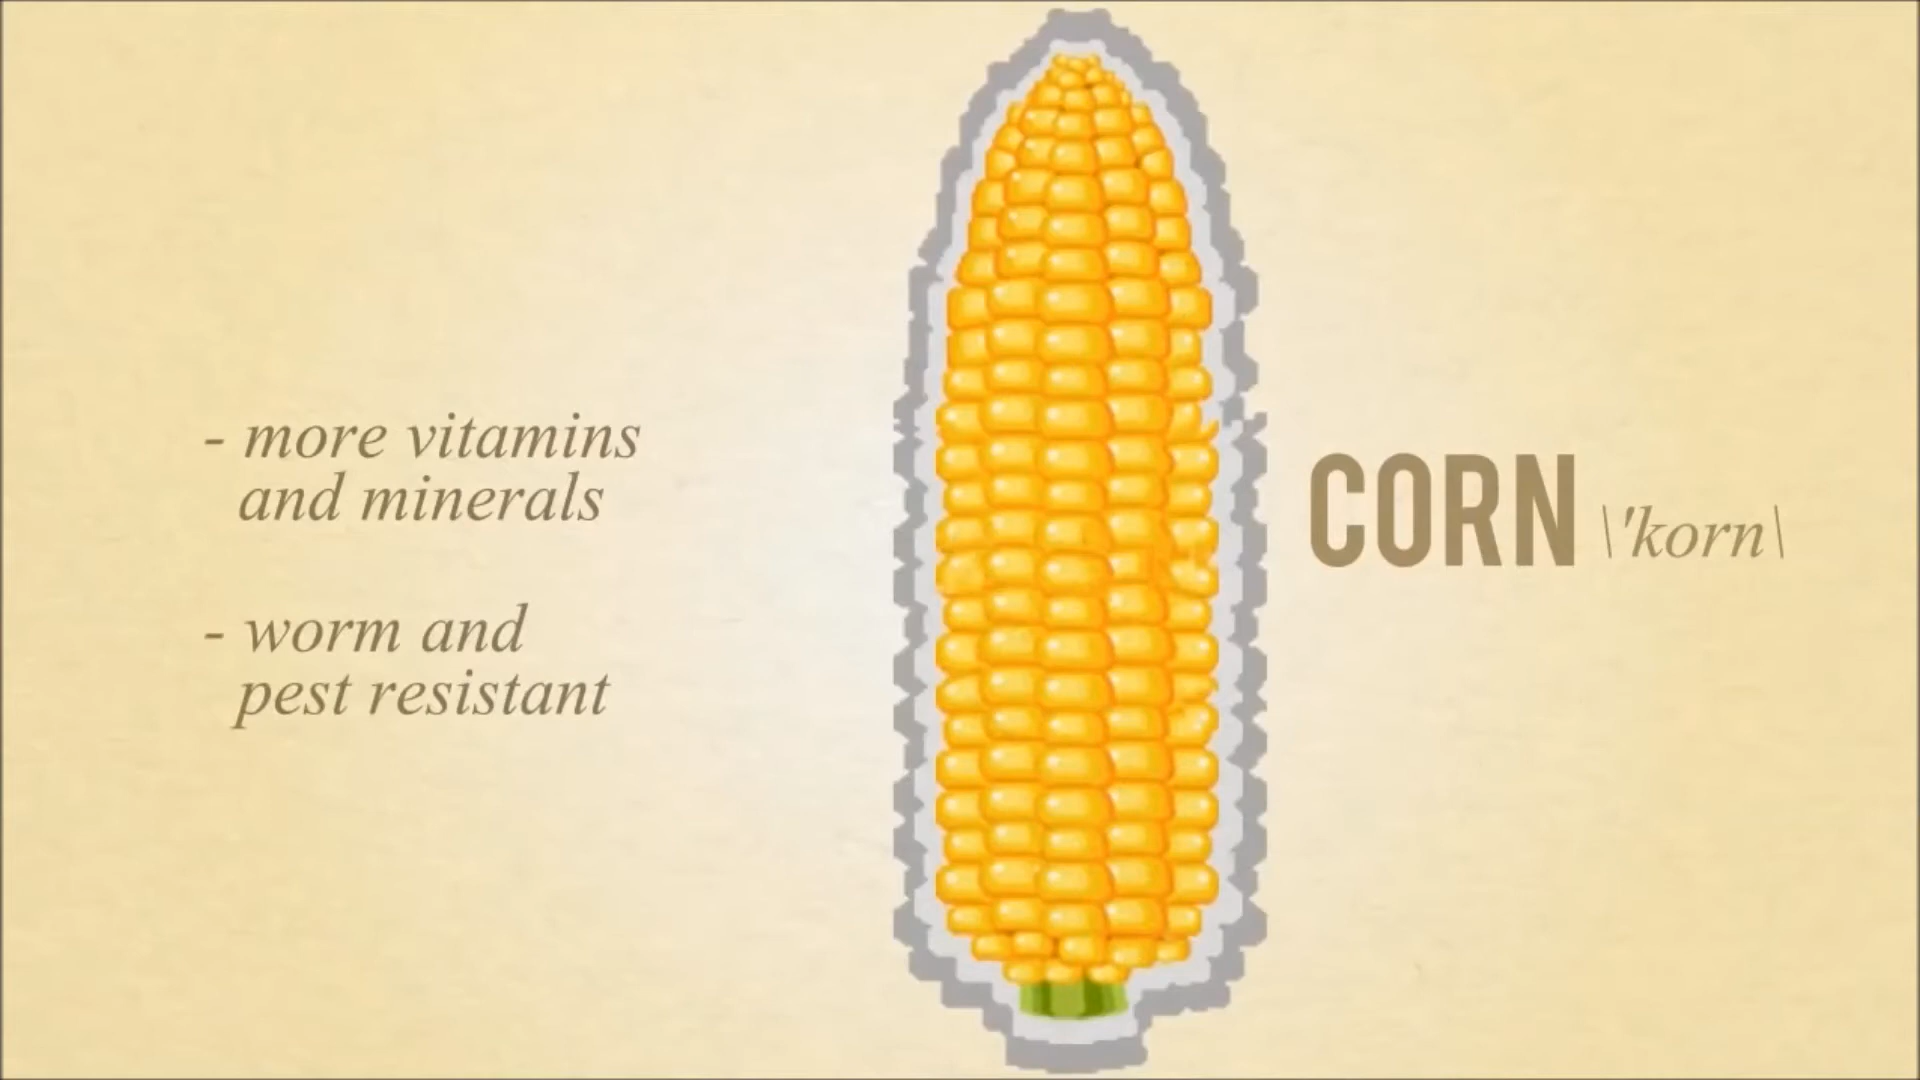 - more vitamins
and minerals
- worm and
pest resistant
CORN \'korn\